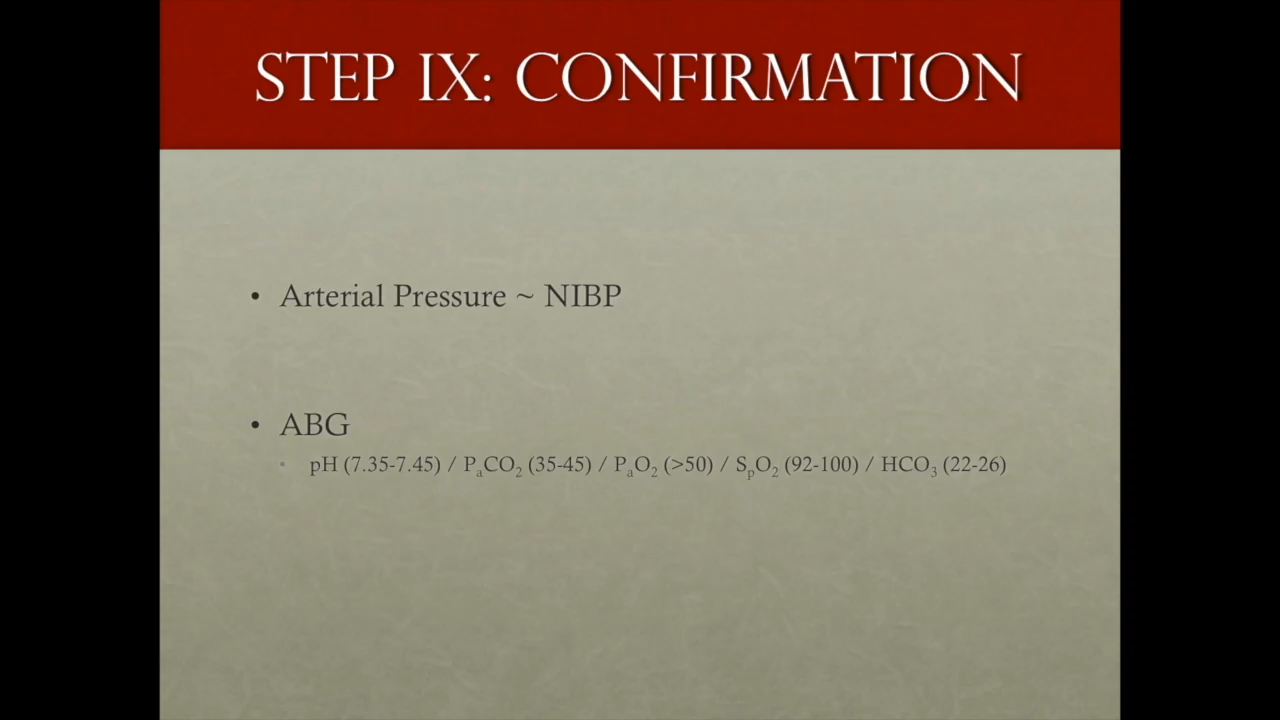 STEP IX: CONFIRMATION
• Arterial Pressure ~ NIBP
• ABG
• pH (7.35-7.45) / PₐCO₂ (35-45) / PₐO₂ (>50) / SₚO₂ (92-100) / HCO₃ (22-26)